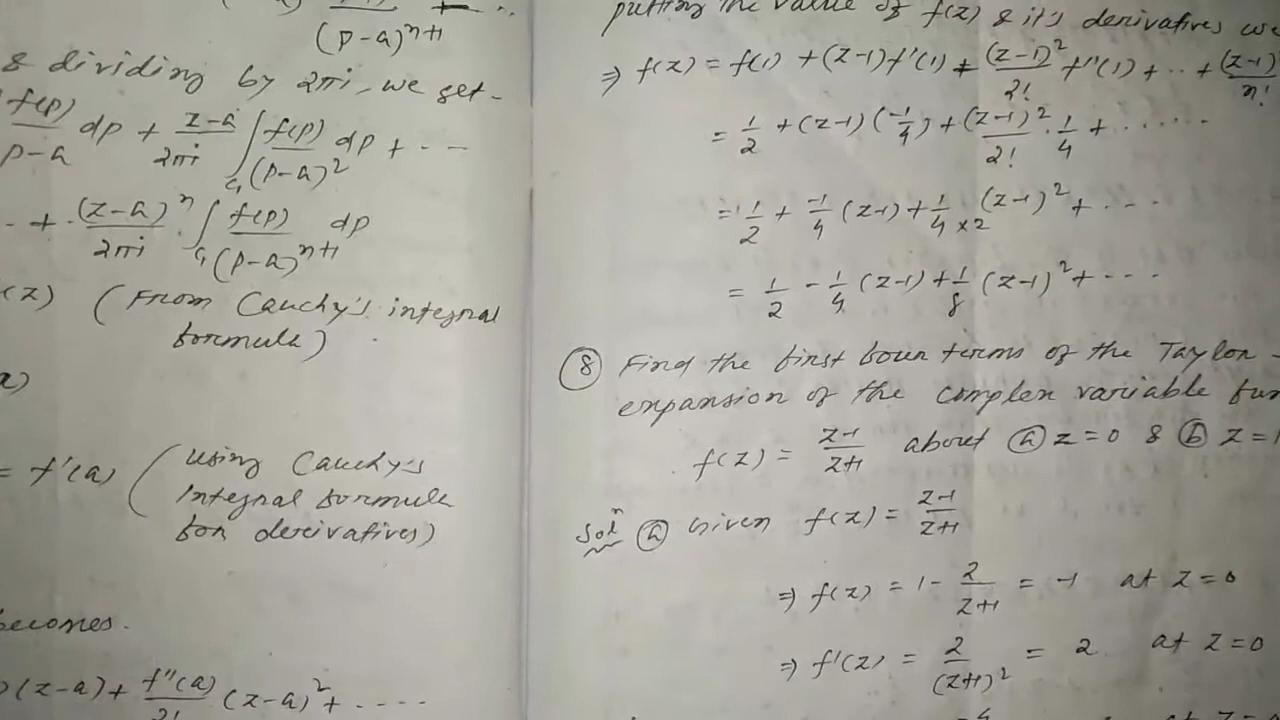 (p-a)ⁿ⁺¹
& dividing by 2πi, we get-
f(p)/p-a dp + z-a/2πi ∫ f(p)/(p-a)² dp + ...
.. + (z-a)ⁿ/2πi . ∫ f(p)/(p-a)ⁿ⁺¹ dp
(z) (From Cauchy's integral
formula)
a)
= f'(a) (using Cauchy's
Integral formula
for derivatives)
becomes.
(z-a) + f''(a)/2! (z-a)² + ....
putting the value of f(z) & it's derivatives we
⇒ f(z) = f(1) + (z-1) f'(1) + (z-1)²/2! f''(1) + .. + (z-1)/n!
= 1/2 + (z-1) (-1/4) + (z-1)²/2! . 1/4 + ......
= 1/2 + -1/4 (z-1) + 1/4×2 (z-1)² + ...
= 1/2 - 1/4 (z-1) + 1/8 (z-1)² + ....
⑧ Find the first four terms of the Taylor
expansion of the complex variable fun
f(z) = z-1/z+1 about ⓐ z=0 & ⓑ z=1
Solⁿ ⓐ Given f(z) = z-1/z+1
⇒ f(z) = 1 - 2/z+1 = -1 at z=0
⇒ f'(z) = 2/(z+1)² = 2 at z=0